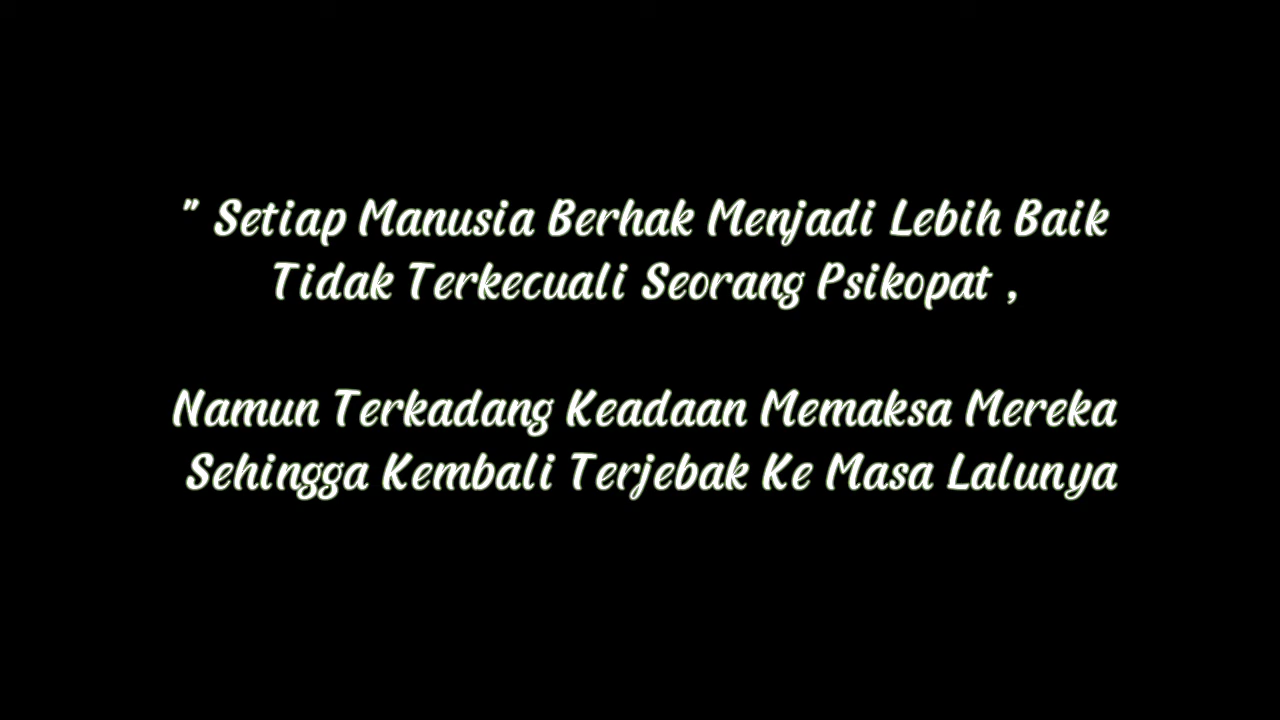 " Setiap Manusia Berhak Menjadi Lebih Baik
Tidak Terkecuali Seorang Psikopat ,
Namun Terkadang Keadaan Memaksa Mereka
Sehingga Kembali Terjebak Ke Masa Lalunya